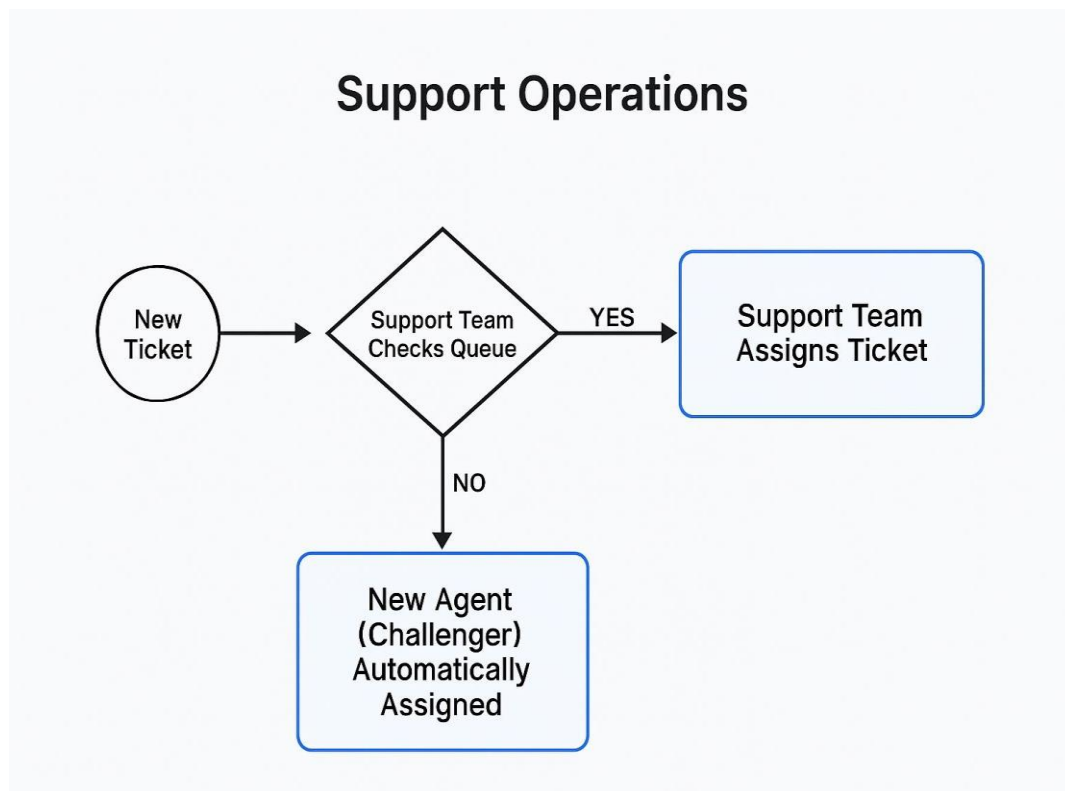 Support Operations
New
Ticket
Support Team
Checks Queue
YES
Support Team
Assigns Ticket
NO
New Agent
(Challenger)
Automatically
Assigned